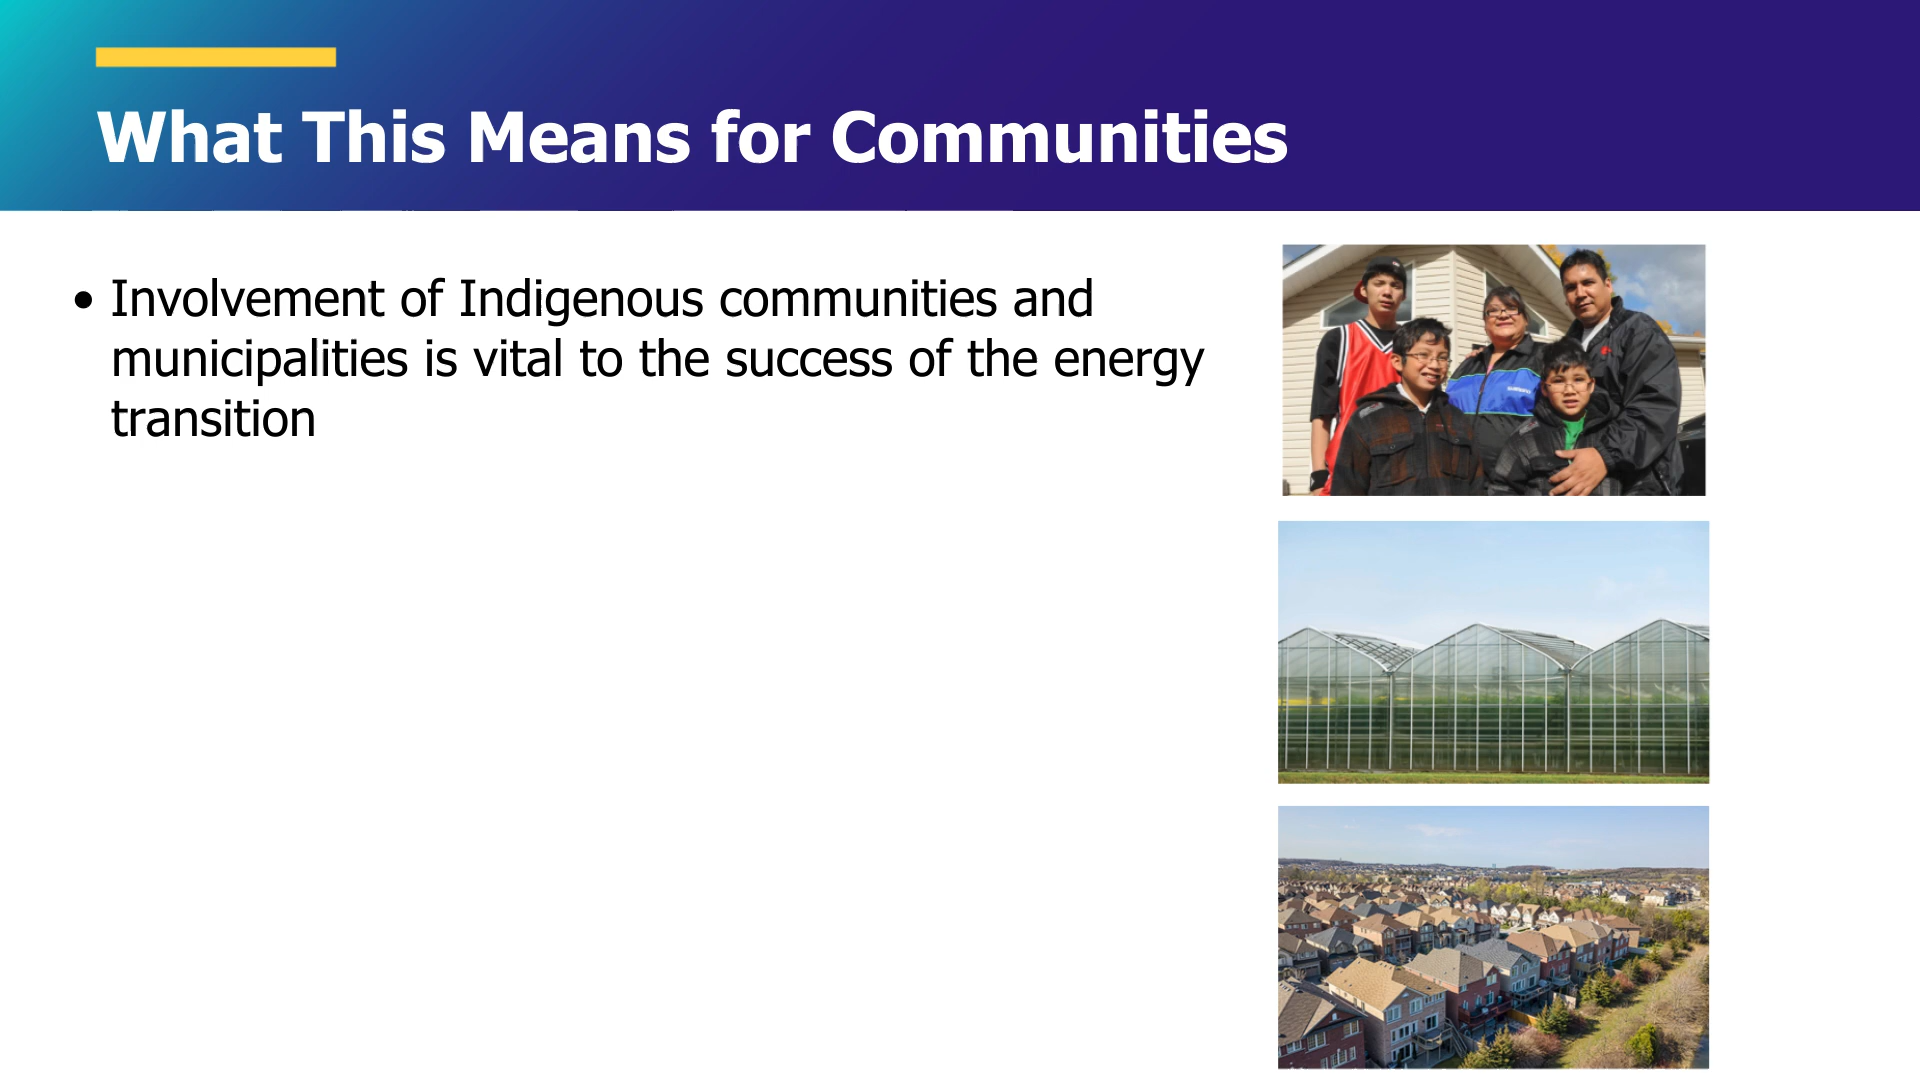 What This Means for Communities
• Involvement of Indigenous communities and
municipalities is vital to the success of the energy
transition